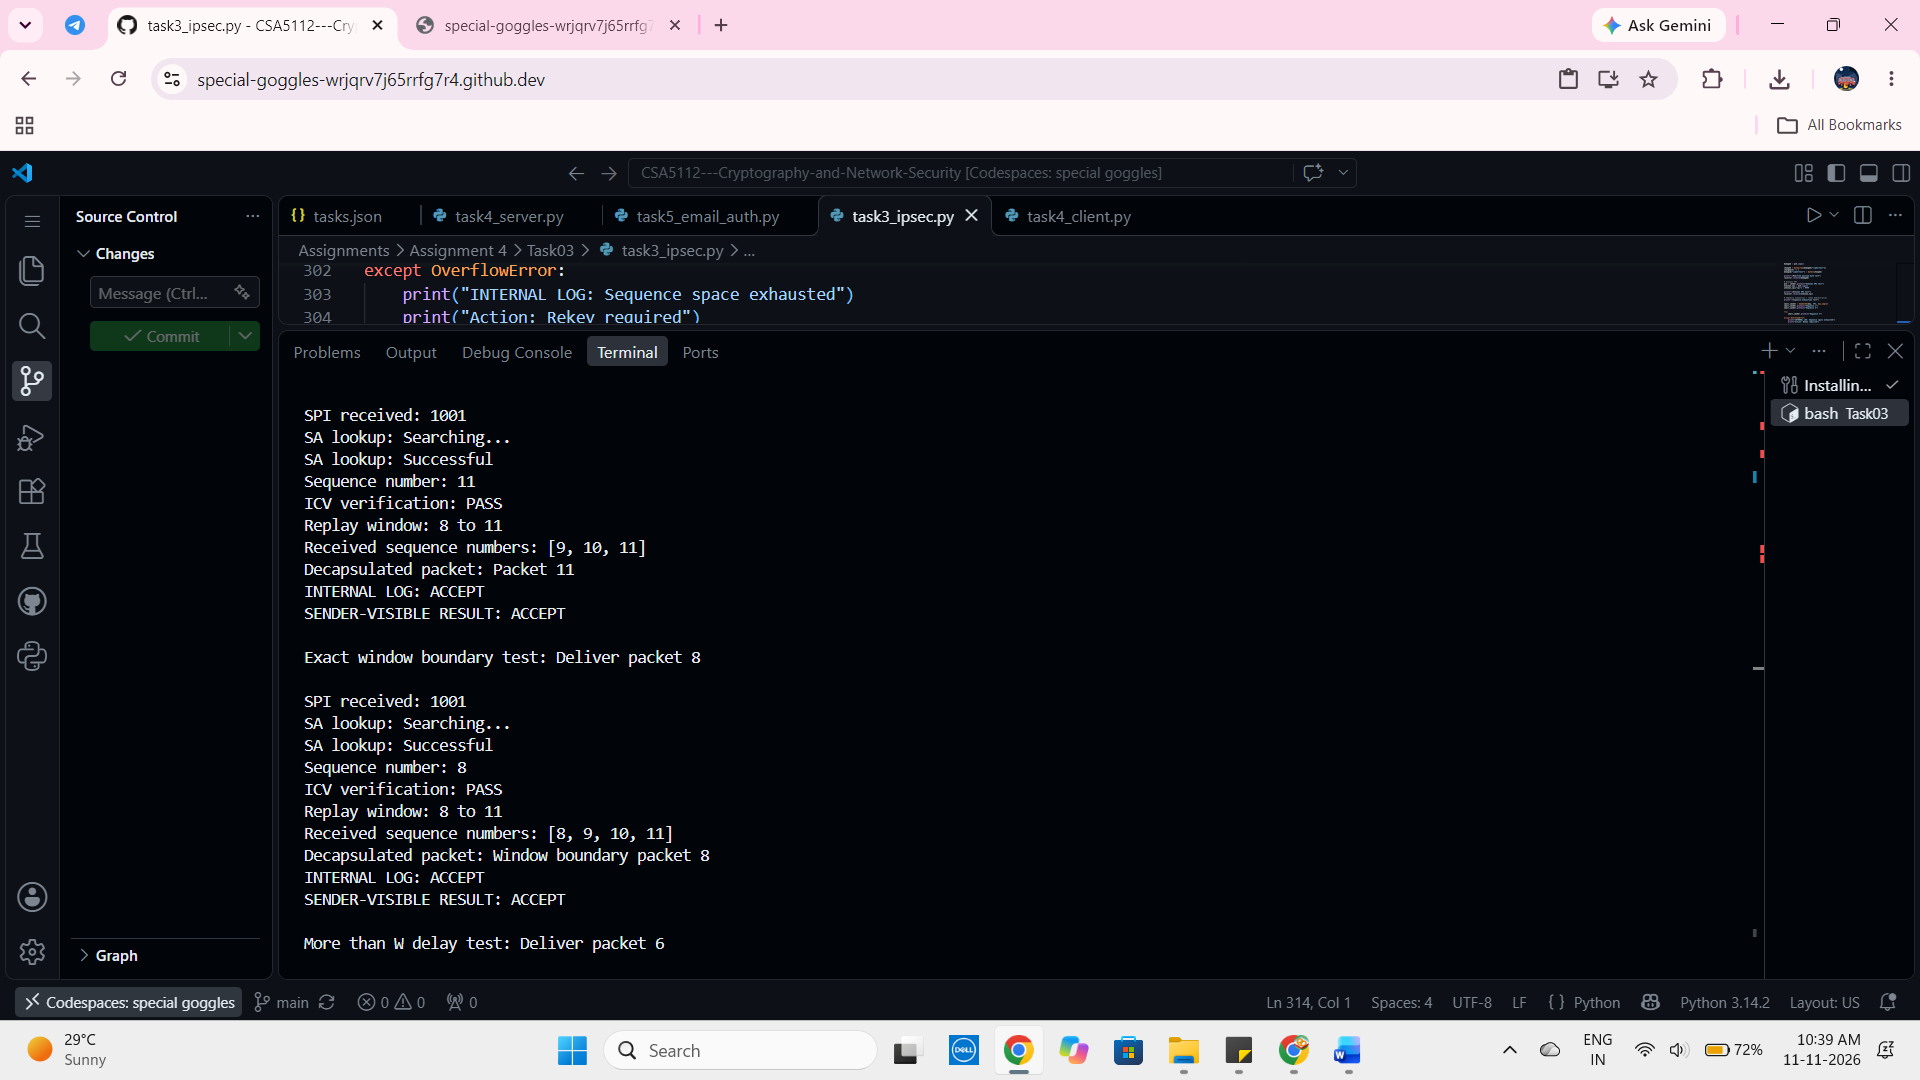 task3_ipsec.py - CSA5112---Cry
special-goggles-wrjqrv7j65rrfg7
Ask Gemini
special-goggles-wrjqrv7j65rrfg7r4.github.dev
All Bookmarks
CSA5112---Cryptography-and-Network-Security [Codespaces: special goggles]
Source Control
Changes
Message (Ctrl...
Commit
Graph
tasks.json
task4_server.py
task5_email_auth.py
task3_ipsec.py
task4_client.py
Assignments > Assignment 4 > Task03 > task3_ipsec.py > ...
302 except OverflowError:
303 print("INTERNAL LOG: Sequence space exhausted")
304 print("Action: Rekey required")
Problems Output Debug Console Terminal Ports
Installin...
bash Task03
SPI received: 1001
SA lookup: Searching...
SA lookup: Successful
Sequence number: 11
ICV verification: PASS
Replay window: 8 to 11
Received sequence numbers: [9, 10, 11]
Decapsulated packet: Packet 11
INTERNAL LOG: ACCEPT
SENDER-VISIBLE RESULT: ACCEPT
Exact window boundary test: Deliver packet 8
SPI received: 1001
SA lookup: Searching...
SA lookup: Successful
Sequence number: 8
ICV verification: PASS
Replay window: 8 to 11
Received sequence numbers: [8, 9, 10, 11]
Decapsulated packet: Window boundary packet 8
INTERNAL LOG: ACCEPT
SENDER-VISIBLE RESULT: ACCEPT
More than W delay test: Deliver packet 6
Codespaces: special goggles main 0 0 0
Ln 314, Col 1 Spaces: 4 UTF-8 LF {} Python Python 3.14.2 Layout: US
29°C
Sunny
Search
DELL
ENG
IN
72%
10:39 AM
11-11-2026